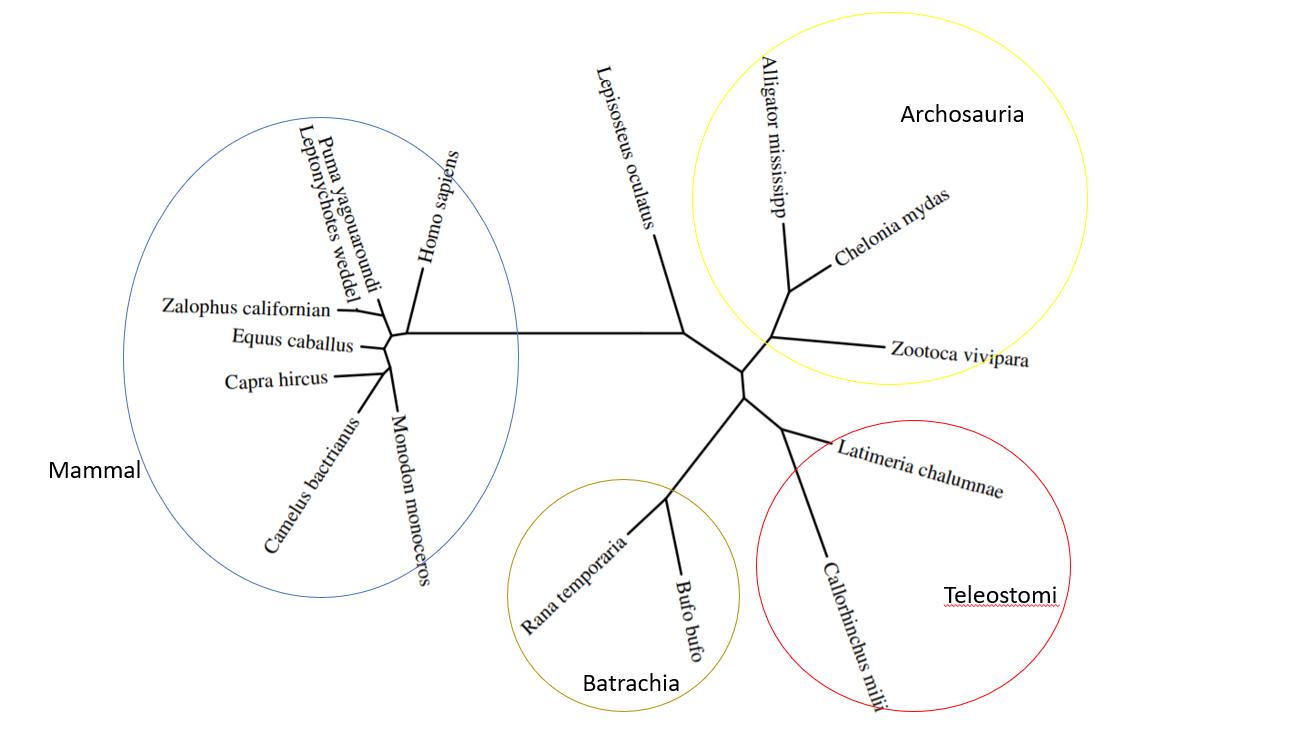 Lepisosteus oculatus
Alligator mississipp
Archosauria
Chelonia mydas
Zootoca vivipara
Puma yagouaroundi
Leptonychotes weddel
Homo sapiens
Zalophus californian
Equus caballus
Capra hircus
Camelus bactrianus
Monodon monoceros
Mammal
Latimeria chalumnae
Callorhinchus milii
Teleostomi
Rana temporaria
Bufo bufo
Batrachia